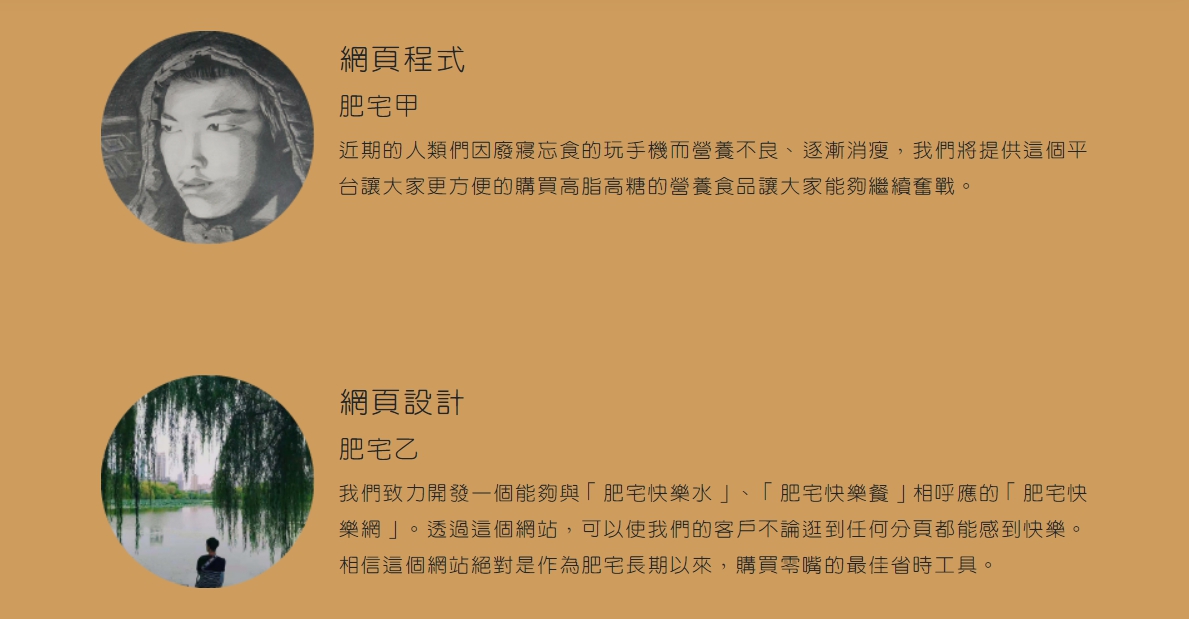 網頁程式
肥宅甲
近期的人類們因廢寢忘食的玩手機而營養不良、逐漸消瘦，我們將提供這個平
台讓大家更方便的購買高脂高糖的營養食品讓大家能夠繼續奮戰。
網頁設計
肥宅乙
我們致力開發一個能夠與「 肥宅快樂水 」、「 肥宅快樂餐 」相呼應的「 肥宅快
樂網 」。透過這個網站，可以使我們的客戶不論逛到任何分頁都能感到快樂。
相信這個網站絕對是作為肥宅長期以來，購買零嘴的最佳省時工具。